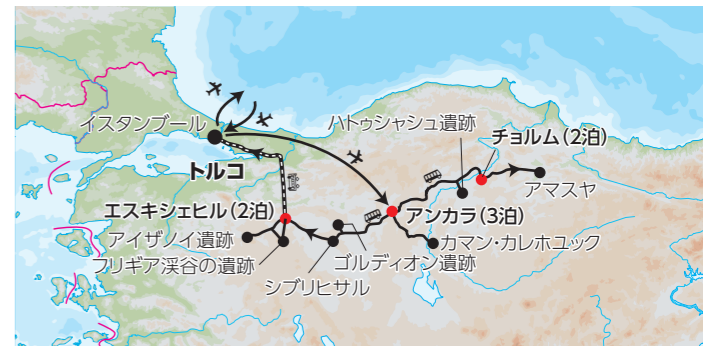 イスタンブール
トルコ
ハトゥシャシュ遺跡
チョルム（2泊）
アマスヤ
エスキシェヒル（2泊）
アンカラ（3泊）
アイザノイ遺跡
カマン・カレホユック
フリギア渓谷の遺跡
ゴルディオン遺跡
シブリヒサル